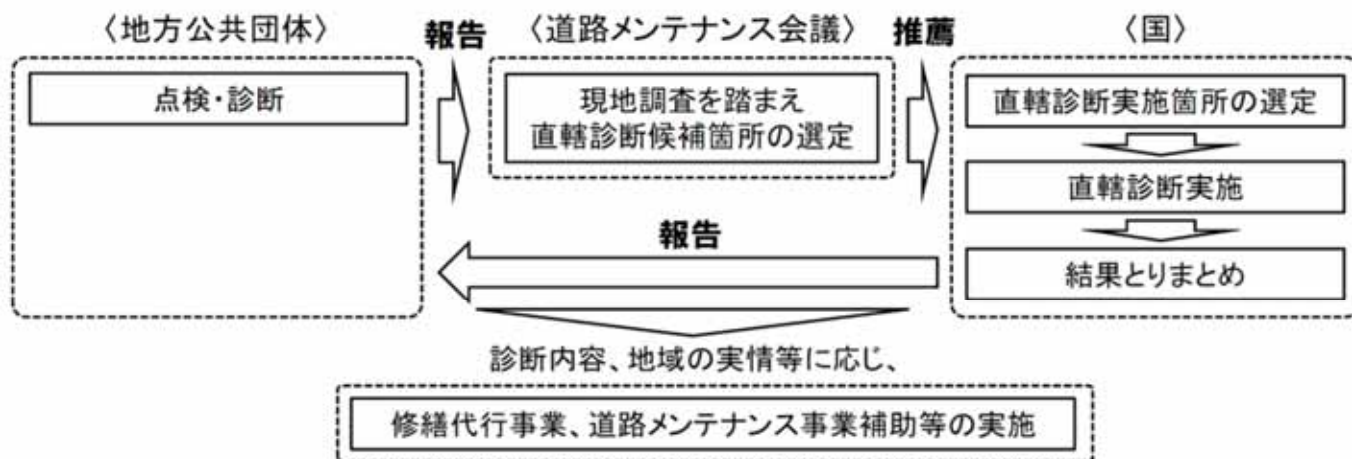 〈地方公共団体〉
報告
〈道路メンテナンス会議〉
推薦
〈国〉
点検・診断
現地調査を踏まえ
直轄診断候補箇所の選定
直轄診断実施箇所の選定
直轄診断実施
結果とりまとめ
報告
診断内容、地域の実情等に応じ、
修繕代行事業、道路メンテナンス事業補助等の実施